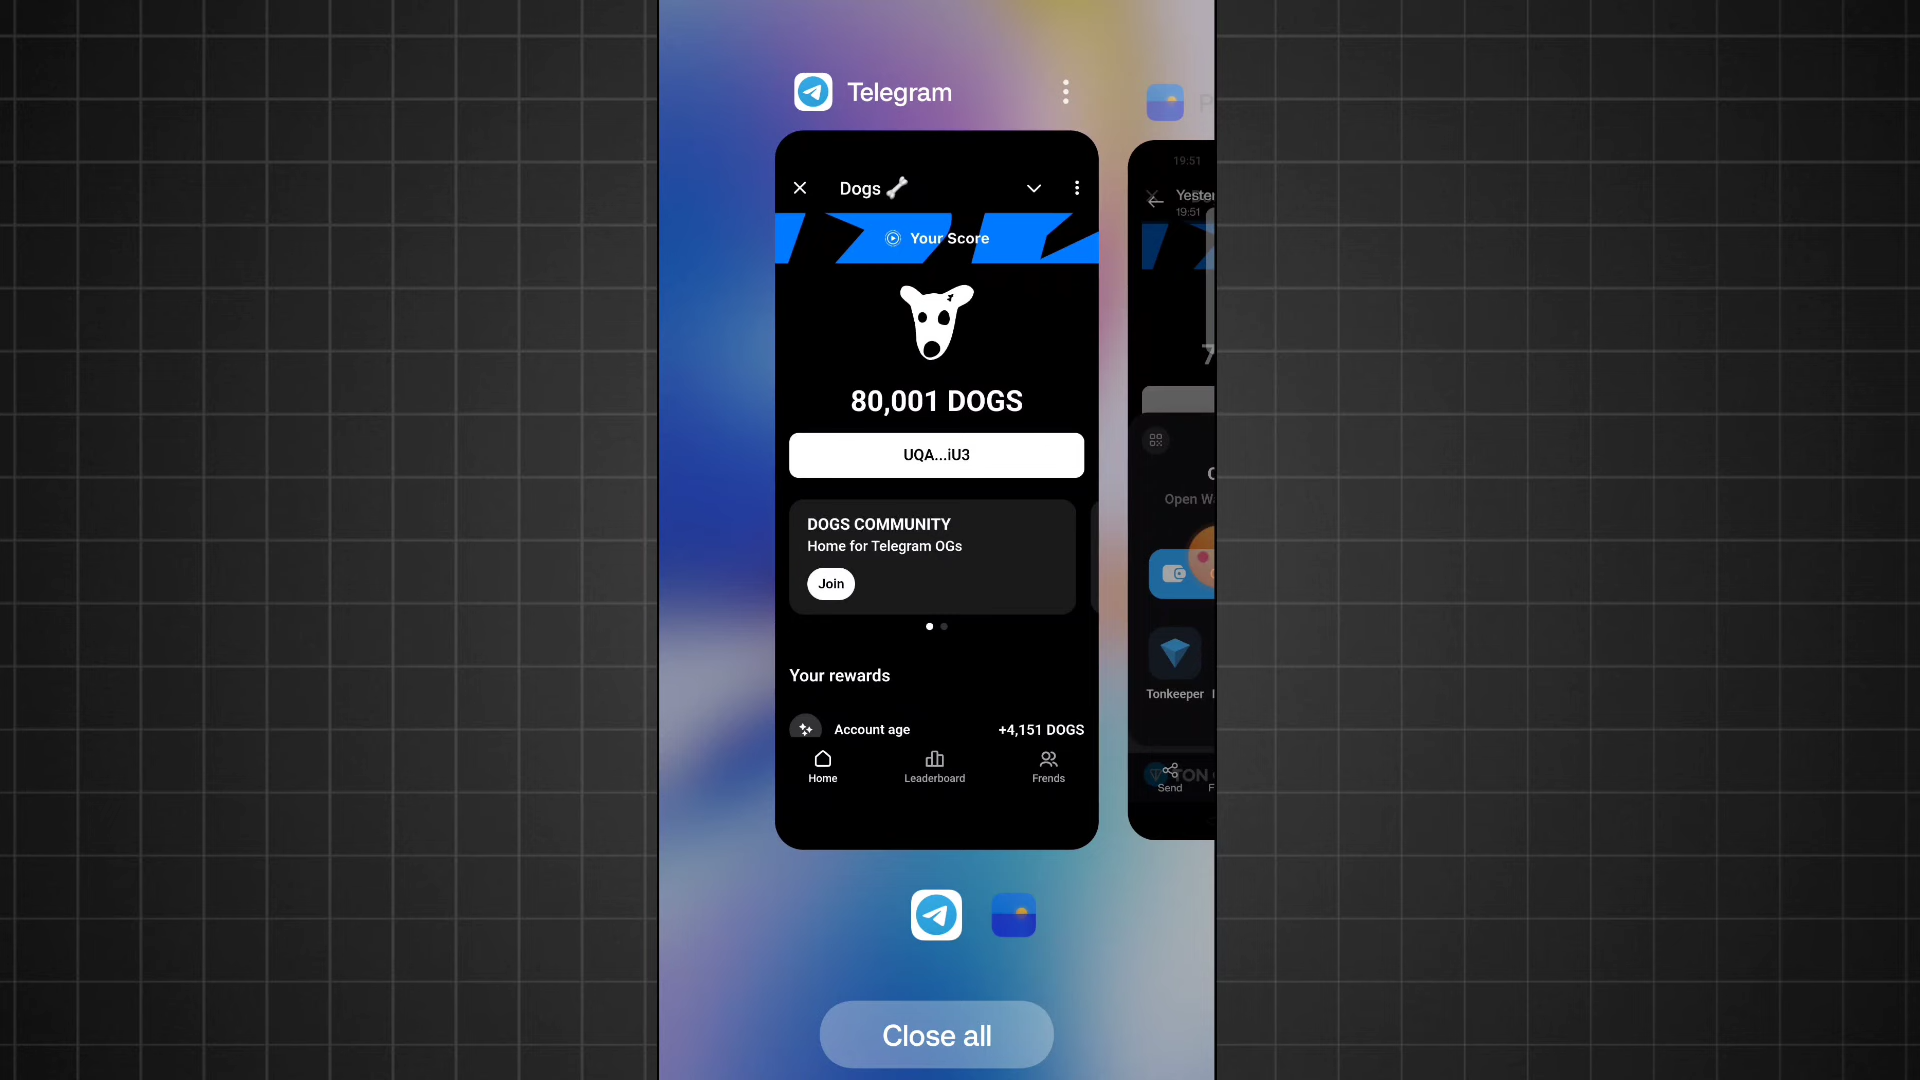 Telegram
Dogs 🦴
Your Score
80,001 DOGS
UQA...iU3
DOGS COMMUNITY
Home for Telegram OGs
Join
Your rewards
Account age
+4,151 DOGS
Home
Leaderboard
Frends
19:51
19:51
Open
Tonkeeper
TON
Send
Close all